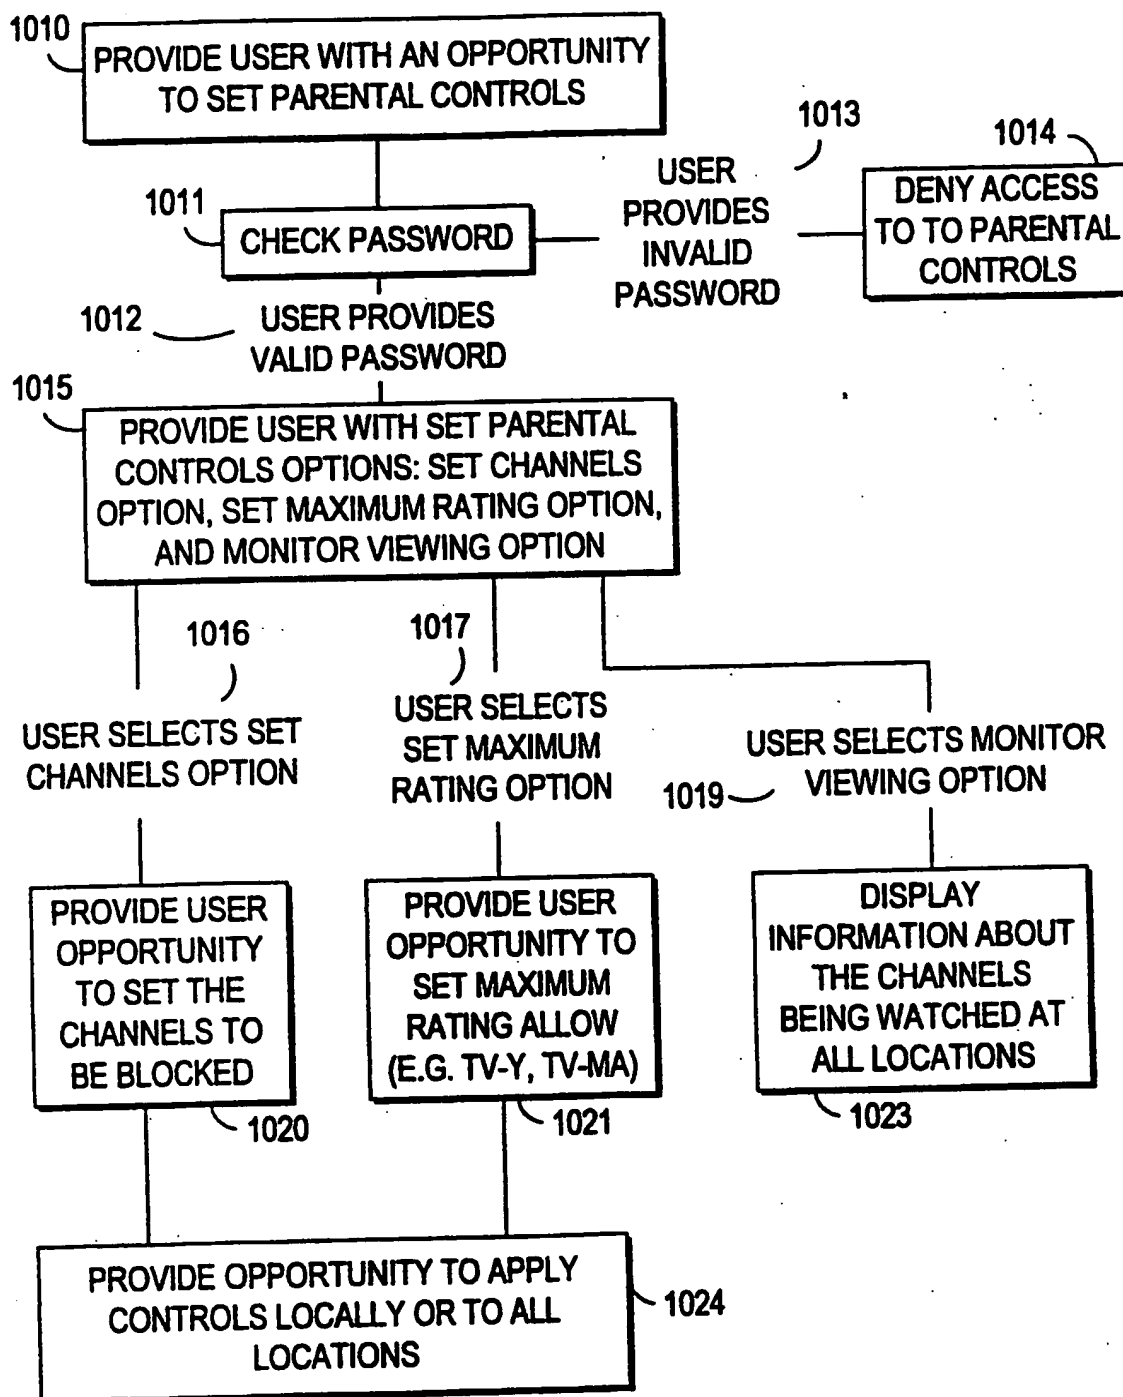 1010
PROVIDE USER WITH AN OPPORTUNITY
TO SET PARENTAL CONTROLS
1011
CHECK PASSWORD
1013
USER
PROVIDES
INVALID
PASSWORD
1014
DENY ACCESS
TO TO PARENTAL
CONTROLS
1012
USER PROVIDES
VALID PASSWORD
1015
PROVIDE USER WITH SET PARENTAL
CONTROLS OPTIONS: SET CHANNELS
OPTION, SET MAXIMUM RATING OPTION,
AND MONITOR VIEWING OPTION
1016
USER SELECTS SET
CHANNELS OPTION
1017
USER SELECTS
SET MAXIMUM
RATING OPTION
USER SELECTS MONITOR
VIEWING OPTION
1019
PROVIDE USER
OPPORTUNITY
TO SET THE
CHANNELS TO
BE BLOCKED
1020
PROVIDE USER
OPPORTUNITY TO
SET MAXIMUM
RATING ALLOW
(E.G. TV-Y, TV-MA)
1021
DISPLAY
INFORMATION ABOUT
THE CHANNELS
BEING WATCHED AT
ALL LOCATIONS
1023
PROVIDE OPPORTUNITY TO APPLY
CONTROLS LOCALLY OR TO ALL
LOCATIONS
1024